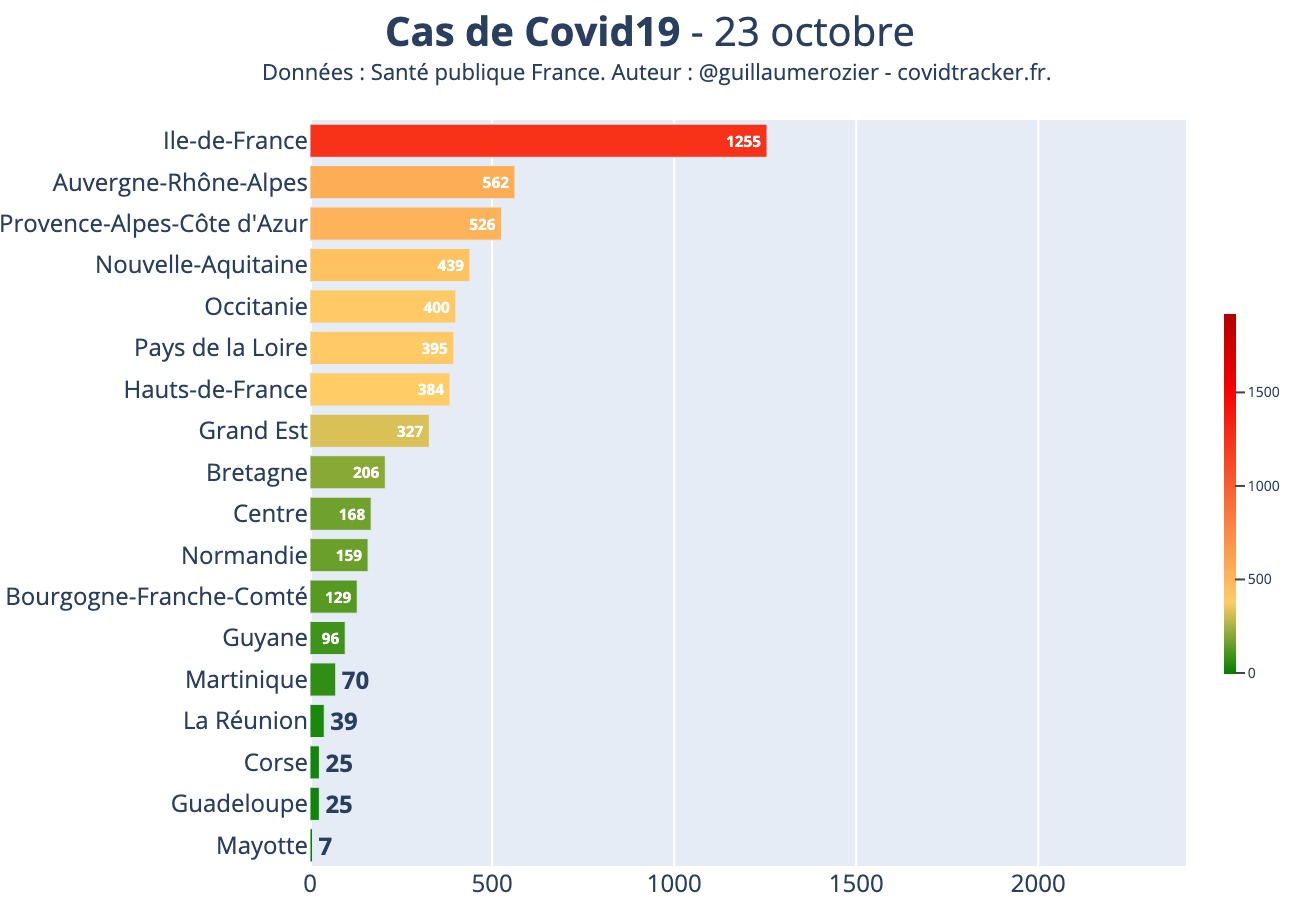 Cas de Covid19 - 23 octobre
Données : Santé publique France. Auteur : @guillaumerozier - covidtracker.fr.
Ile-de-France 1255
Auvergne-Rhône-Alpes 562
Provence-Alpes-Côte d'Azur 526
Nouvelle-Aquitaine 439
Occitanie 400
Pays de la Loire 395
Hauts-de-France 384
Grand Est 327
Bretagne 206
Centre 168
Normandie 159
Bourgogne-Franche-Comté 129
Guyane 96
Martinique 70
La Réunion 39
Corse 25
Guadeloupe 25
Mayotte 7
0 500 1000 1500 2000
1500
1000
500
0